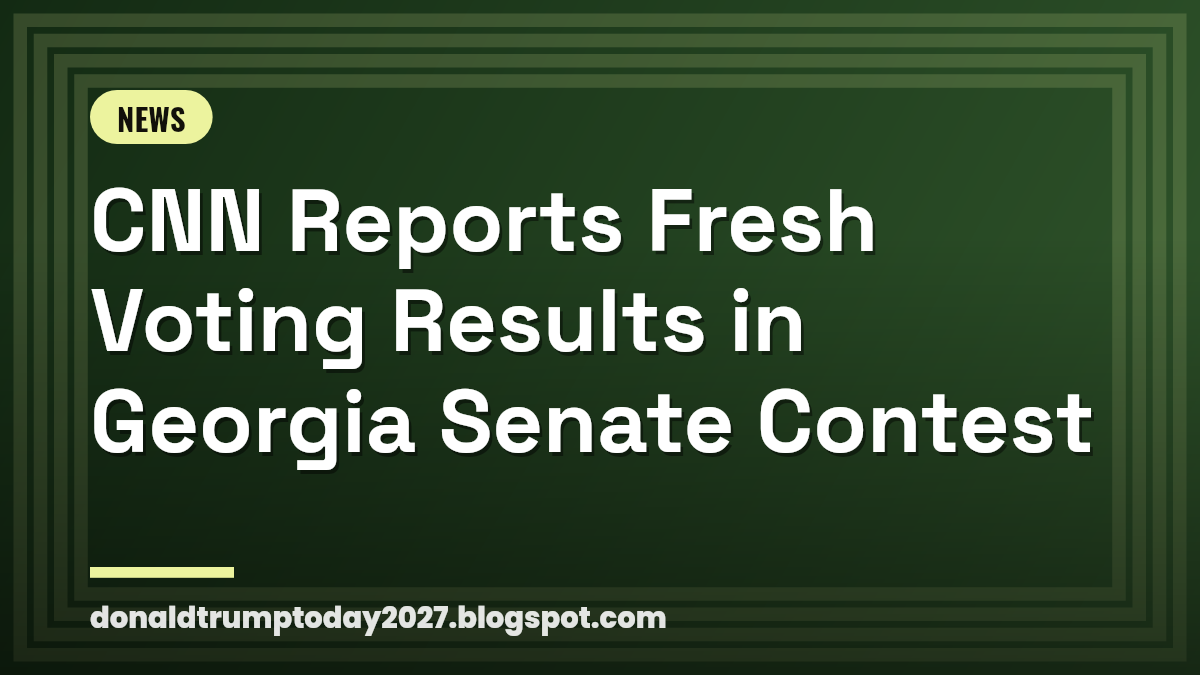 NEWS
CNN Reports Fresh
Voting Results in
Georgia Senate Contest
donaldtrumptoday2027.blogspot.com